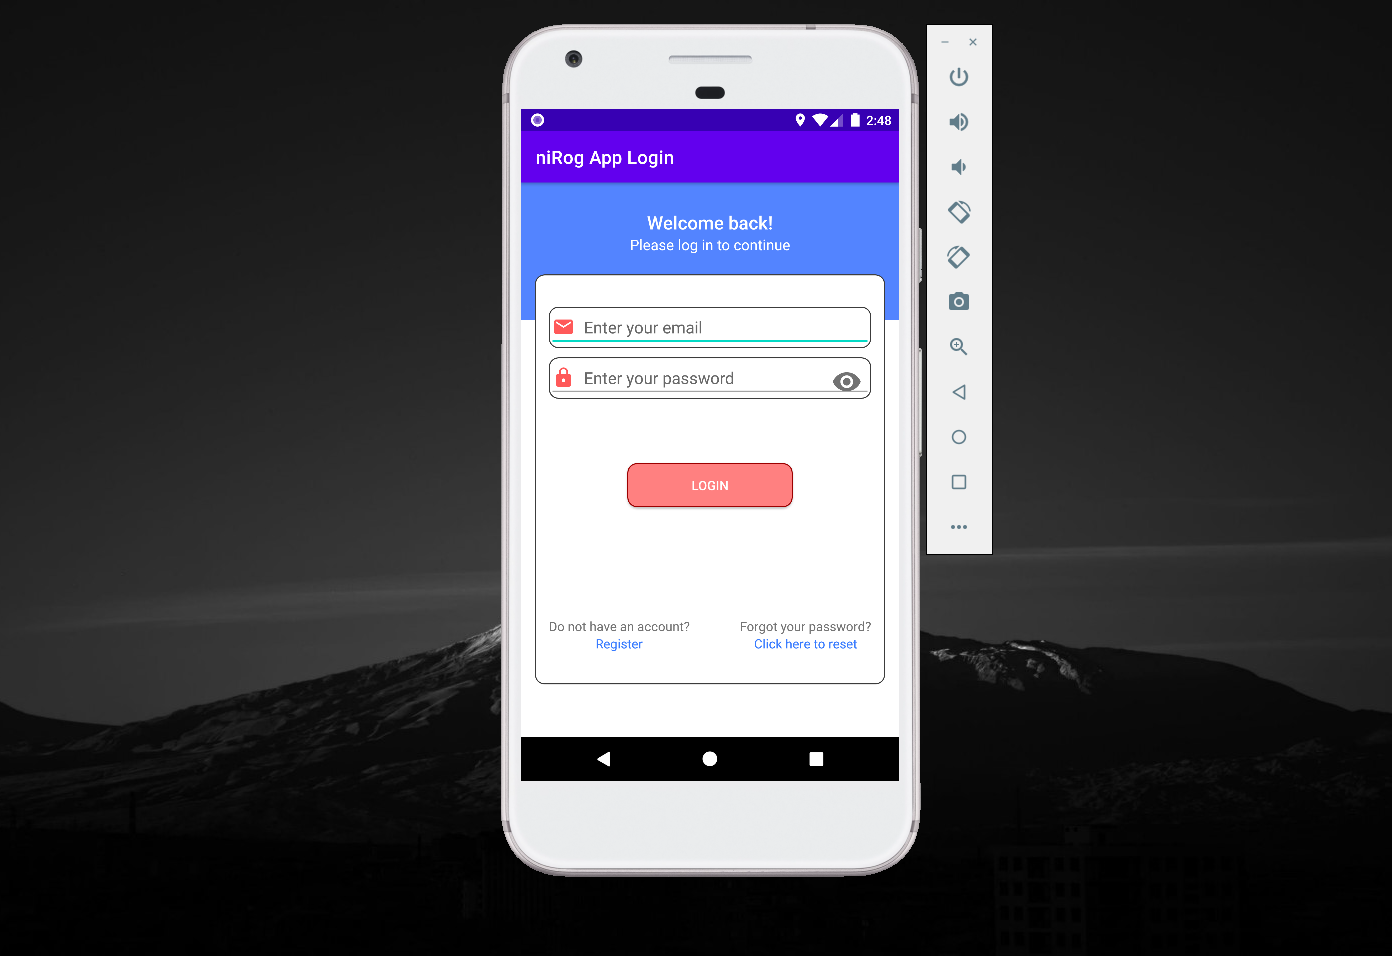 2:48
niRog App Login
Welcome back!
Please log in to continue
Enter your email
Enter your password
LOGIN
Do not have an account?
Register
Forgot your password?
Click here to reset